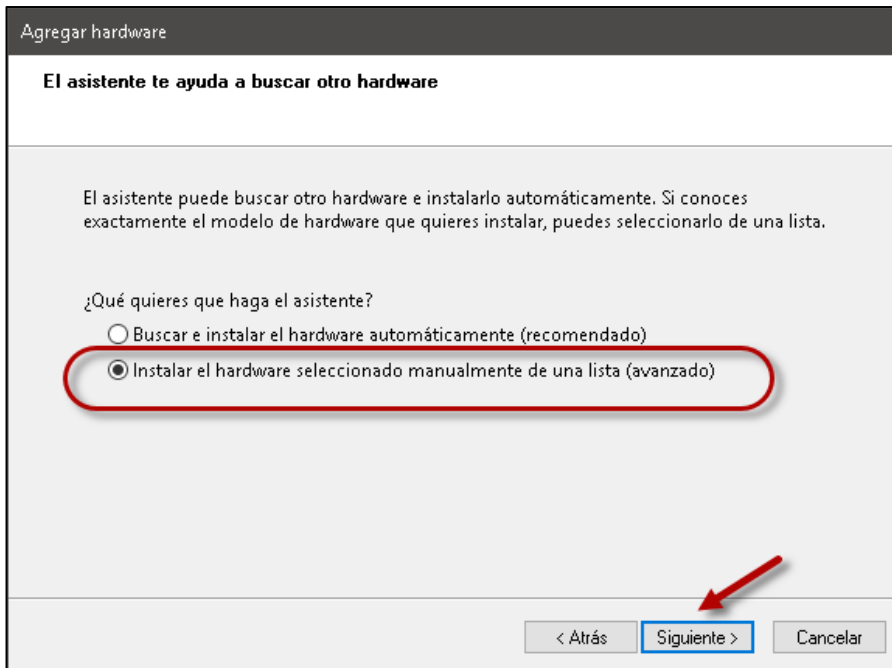 Agregar hardware
El asistente te ayuda a buscar otro hardware
El asistente puede buscar otro hardware e instalarlo automáticamente. Si conoces
exactamente el modelo de hardware que quieres instalar, puedes seleccionarlo de una lista.
¿Qué quieres que haga el asistente?
Buscar e instalar el hardware automáticamente (recomendado)
Instalar el hardware seleccionado manualmente de una lista (avanzado)
< Atrás Siguiente > Cancelar